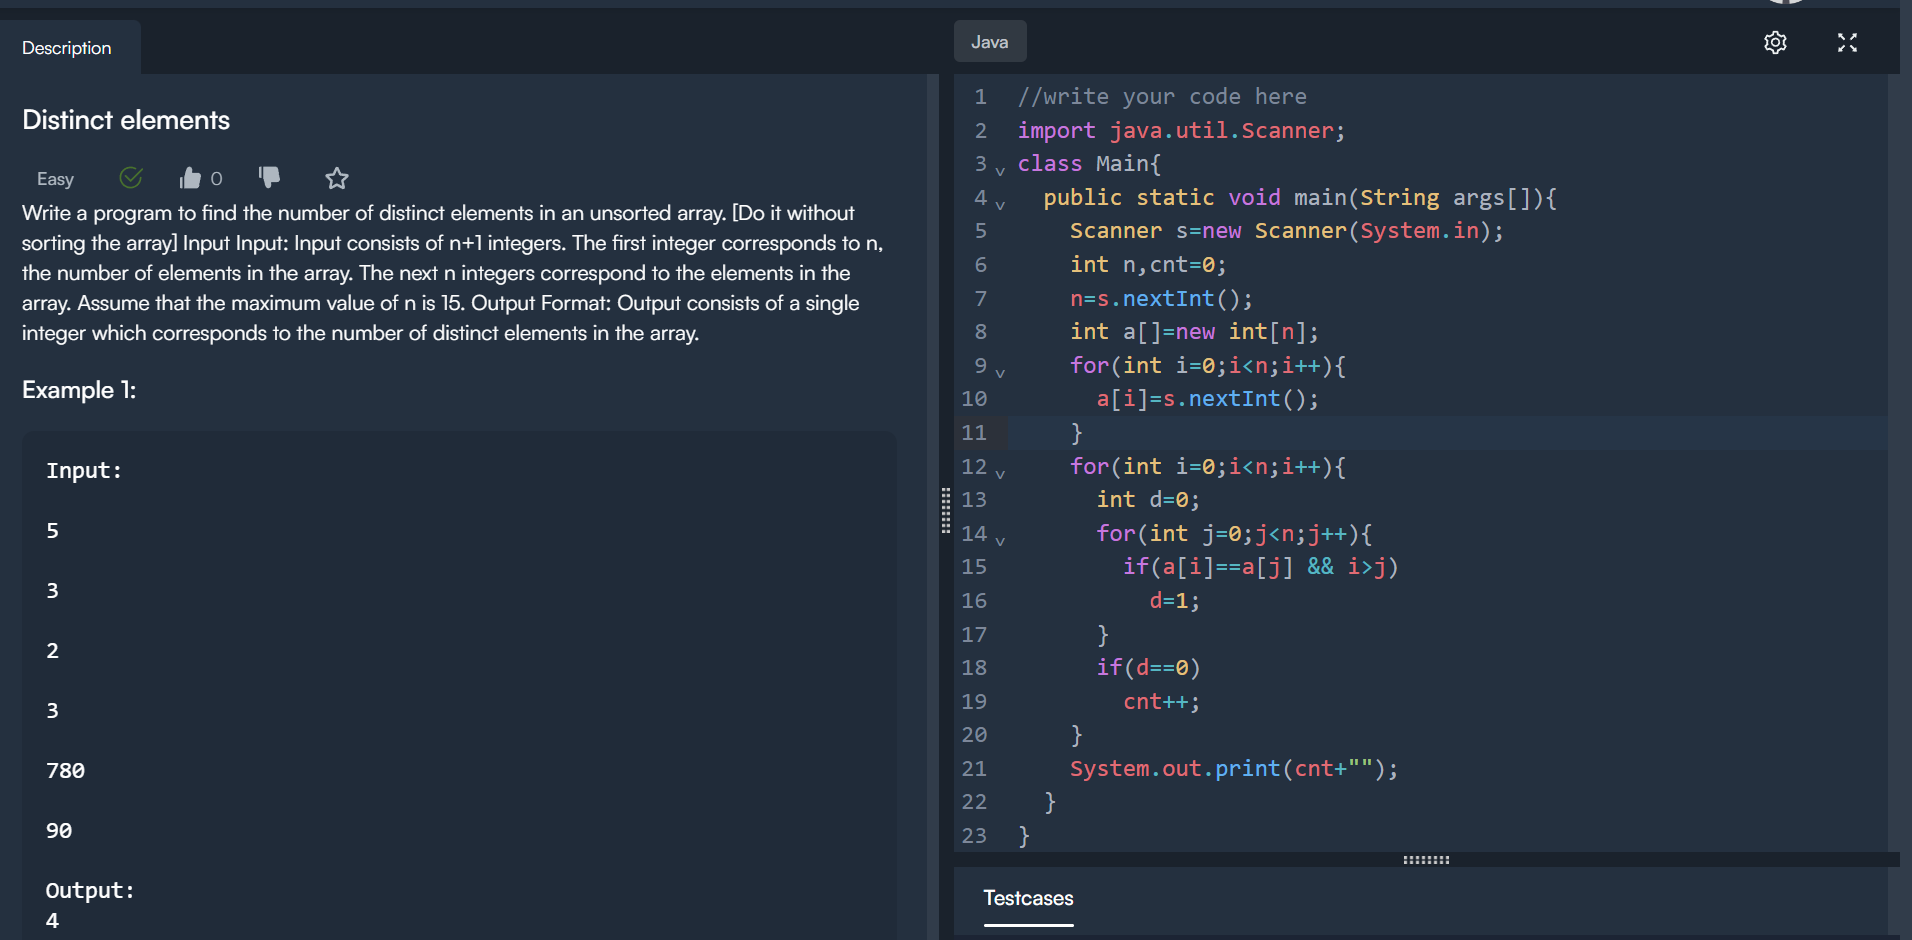 Description
Distinct elements
Easy 0
Write a program to find the number of distinct elements in an unsorted array. [Do it without
sorting the array] Input Input: Input consists of n+1 integers. The first integer corresponds to n,
the number of elements in the array. The next n integers correspond to the elements in the
array. Assume that the maximum value of n is 15. Output Format: Output consists of a single
integer which corresponds to the number of distinct elements in the array.
Example 1:
Input:
5
3
2
3
780
90
Output:
4
Java
1 //write your code here
2 import java.util.Scanner;
3 class Main{
4 public static void main(String args[]){
5 Scanner s=new Scanner(System.in);
6 int n,cnt=0;
7 n=s.nextInt();
8 int a[]=new int[n];
9 for(int i=0;i<n;i++){
10 a[i]=s.nextInt();
11 }
12 for(int i=0;i<n;i++){
13 int d=0;
14 for(int j=0;j<n;j++){
15 if(a[i]==a[j] && i>j)
16 d=1;
17 }
18 if(d==0)
19 cnt++;
20 }
21 System.out.print(cnt+"");
22 }
23 }
Testcases